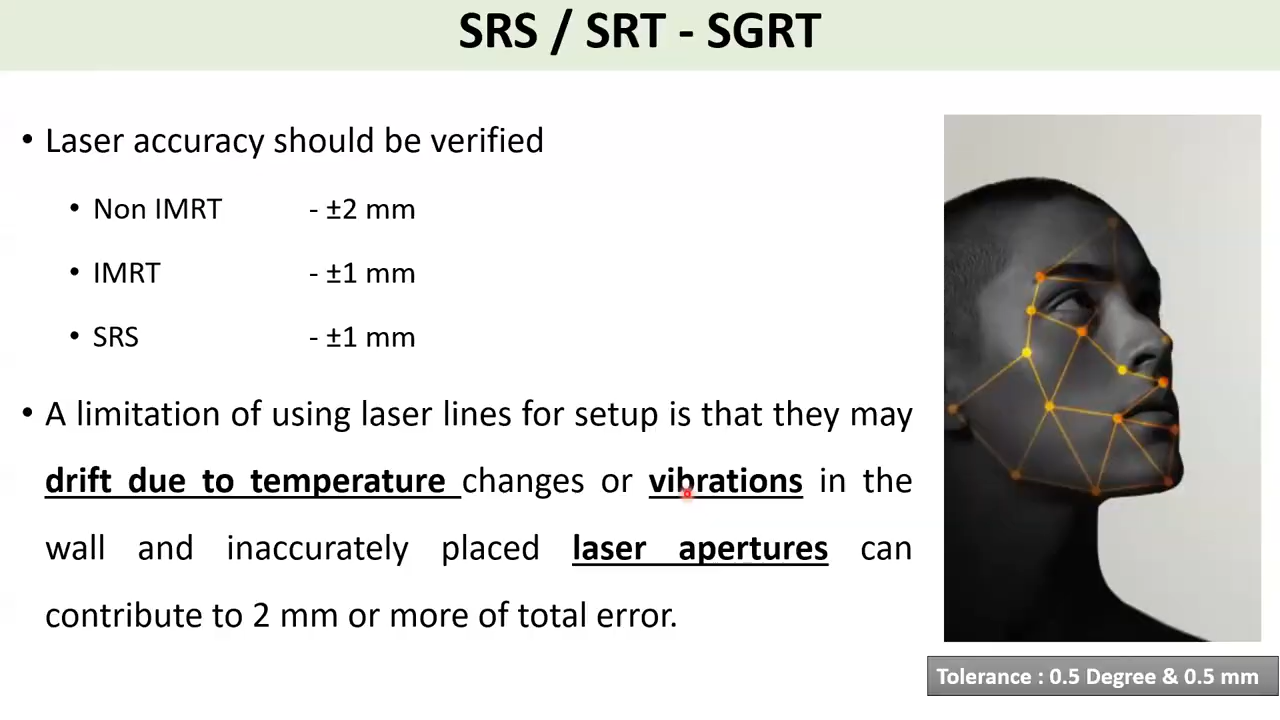 SRS / SRT - SGRT
• Laser accuracy should be verified
• Non IMRT - ±2 mm
• IMRT - ±1 mm
• SRS - ±1 mm
• A limitation of using laser lines for setup is that they may
drift due to temperature changes or vibrations in the
wall and inaccurately placed laser apertures can
contribute to 2 mm or more of total error.
Tolerance : 0.5 Degree & 0.5 mm